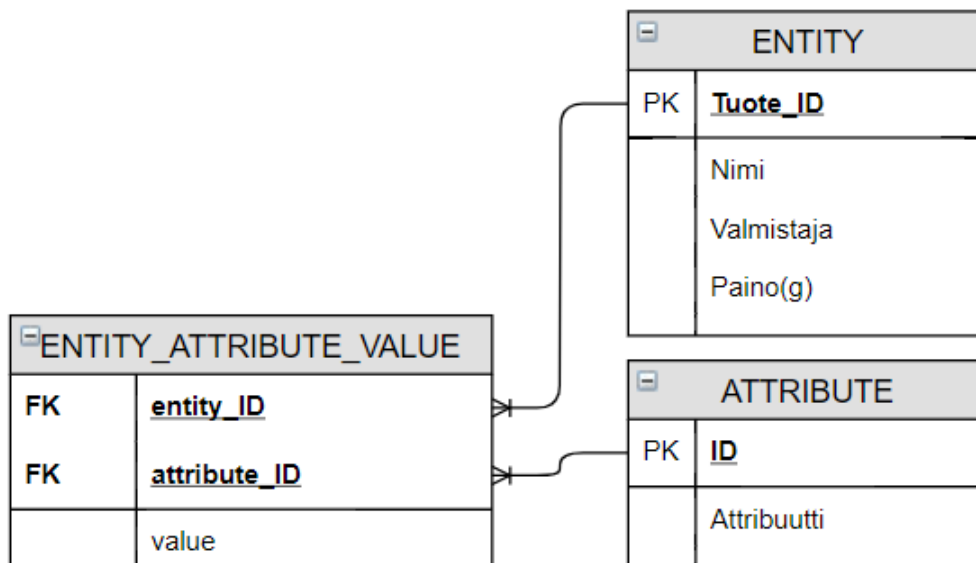 ENTITY
PK Tuote_ID
Nimi
Valmistaja
Paino(g)
ENTITY_ATTRIBUTE_VALUE
FK entity_ID
FK attribute_ID
value
ATTRIBUTE
PK ID
Attribuutti